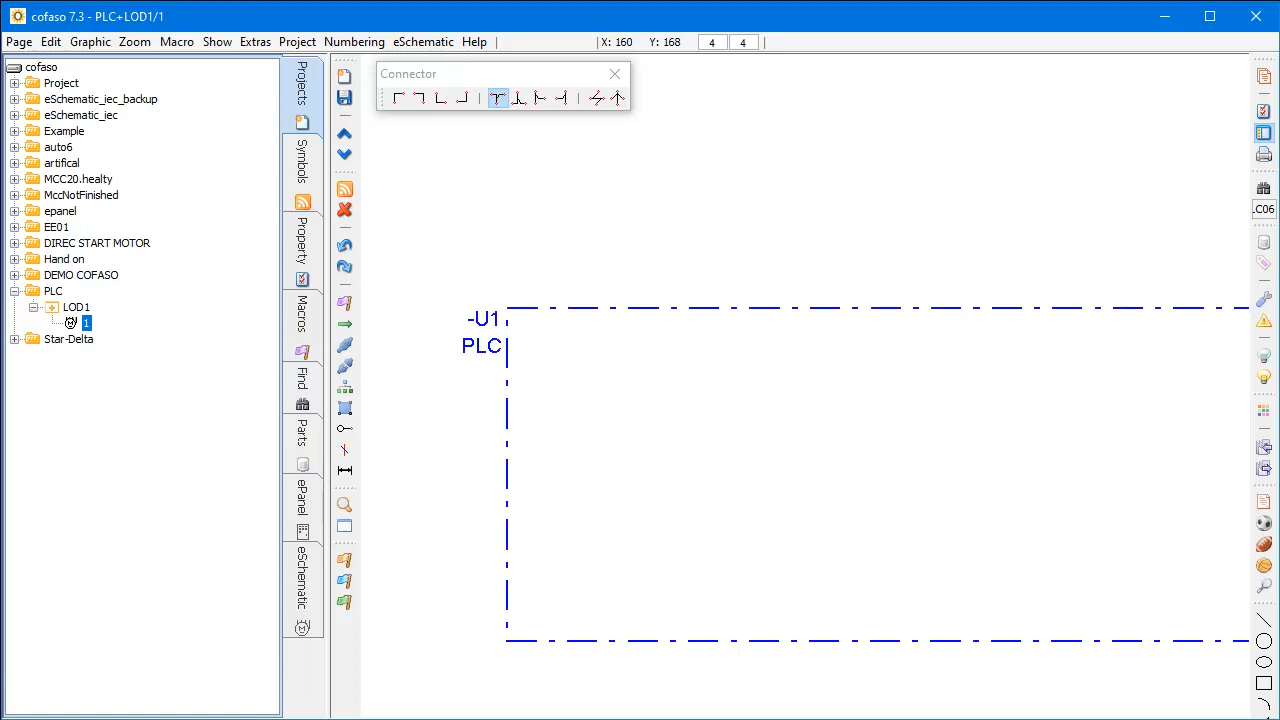 cofaso 7.3 - PLC+LOD1/1
Page Edit Graphic Zoom Macro Show Extras Project Numbering eSchematic Help X: 160 Y: 168 4 4
Connector
cofaso
Project
eSchematic_iec_backup
eSchematic_iec
Example
auto6
artifical
MCC20.haalty
MccNotFinished
epanel
EE01
DIREC START MOTOR
Hand on
DEMO COFASO
PLC
LOD1
1
Star-Delta
Projects
Symbols
Property
Macros
Find
Parts
ePanel
eSchematic
-U1
PLC
C06